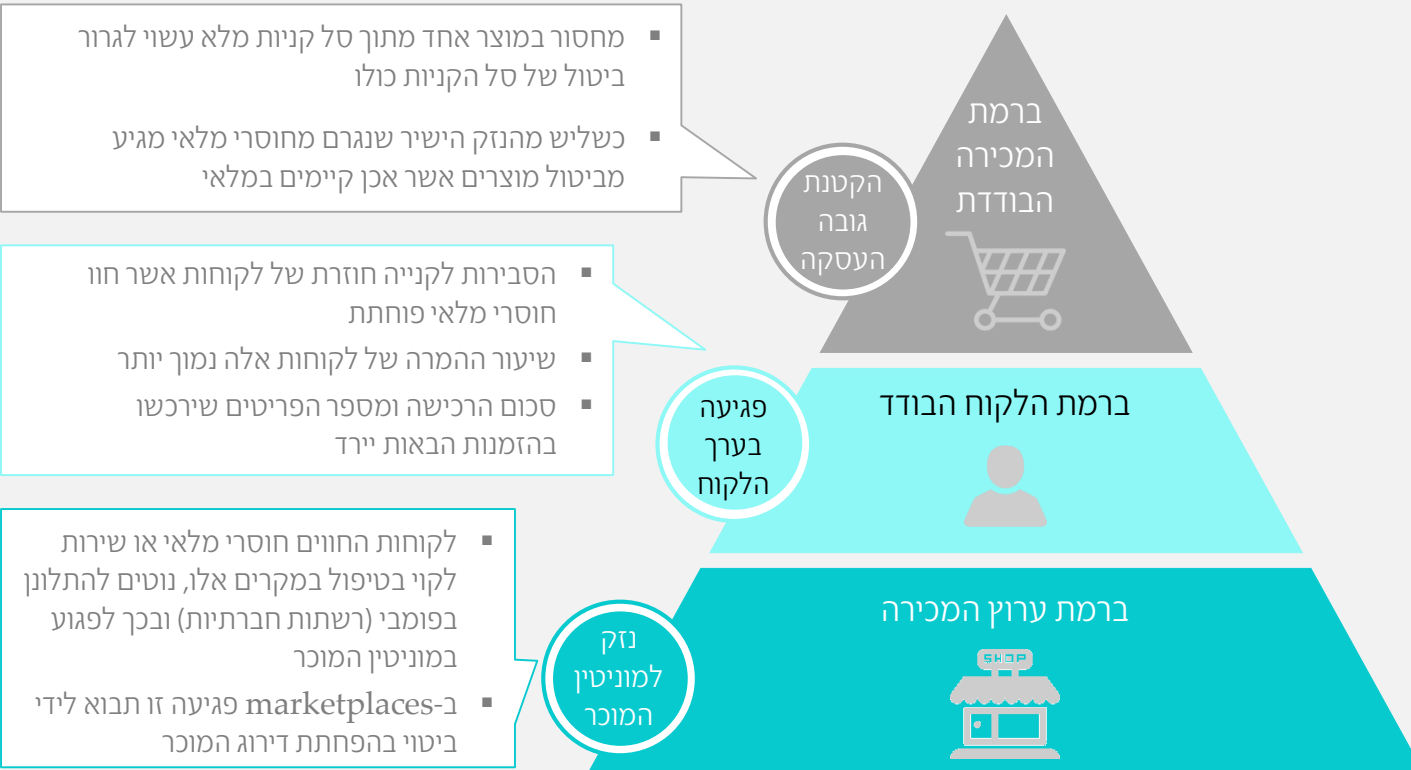 ▪ מחסור במוצר אחד מתוך סל קניות מלא עשוי לגרור
ביטול של סל הקניות כולו
▪ כשליש מהנזק הישיר שנגרם מחוסרי מלאי מגיע
מביטול מוצרים אשר אכן קיימים במלאי
ברמת
המכירה
הבודדת
הקטנת
גובה
העסקה
▪ הסבירות לקנייה חוזרת של לקוחות אשר חוו
חוסרי מלאי פוחתת
▪ שיעור ההמרה של לקוחות אלה נמוך יותר
▪ סכום הרכישה ומספר הפריטים שירכשו
בהזמנות הבאות יירד
ברמת הלקוח הבודד
פגיעה
בערך
הלקוח
▪ לקוחות החווים חוסרי מלאי או שירות
לקוי בטיפול במקרים אלו, נוטים להתלונן
בפומבי (רשתות חברתיות) ובכך לפגוע
במוניטין המוכר
▪ ב-marketplaces פגיעה זו תבוא לידי
ביטוי בהפחתת דירוג המוכר
ברמת ערוץ המכירה
נזק
למוניטין
המוכר
SHOP